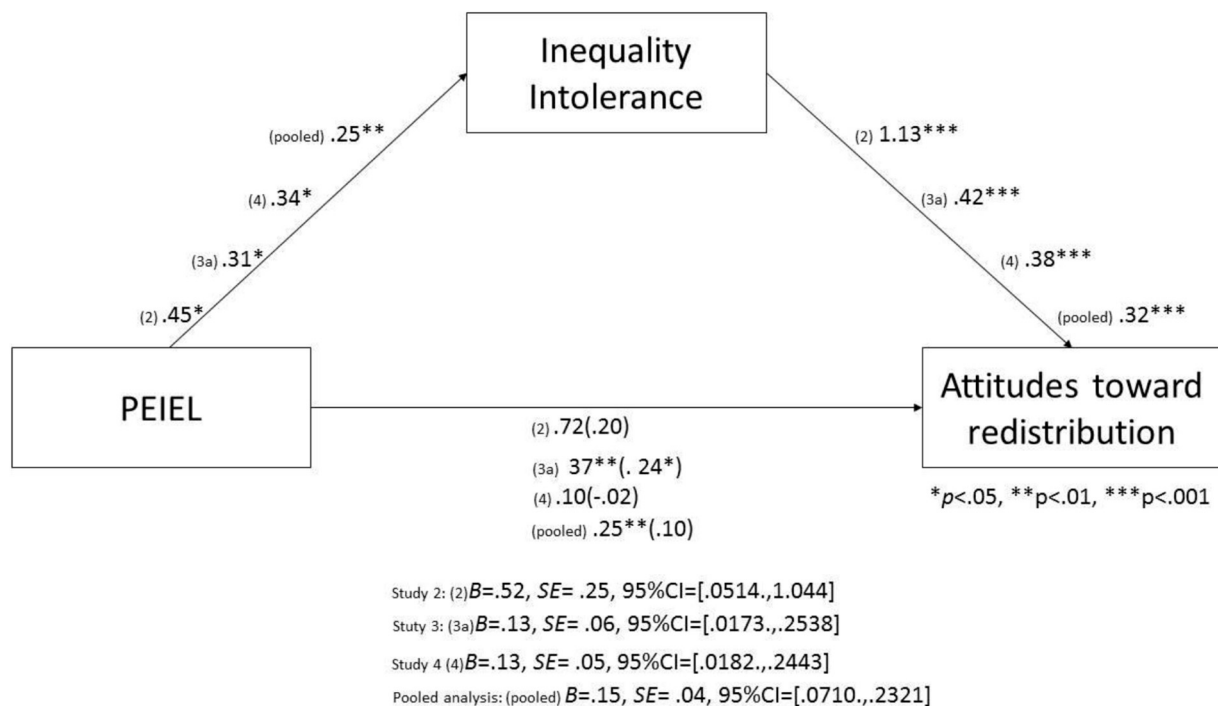 Inequality
Intolerance
(pooled) .25**
(2) 1.13***
(4) .34*
(3a) .42***
(3a) .31*
(4) .38***
(2) .45*
(pooled) .32***
PEIEL
Attitudes toward
redistribution
(2) .72(.20)
(3a) 37**(. 24*)
(4) .10(-.02)
(pooled) .25**(.10)
*p<.05, **p<.01, ***p<.001
Study 2: (2)B=.52, SE= .25, 95%CI=[.0514.,1.044]
Stuty 3: (3a)B=.13, SE= .06, 95%CI=[.0173.,.2538]
Study 4 (4)B=.13, SE= .05, 95%CI=[.0182.,.2443]
Pooled analysis: (pooled) B=.15, SE= .04, 95%CI=[.0710.,.2321]